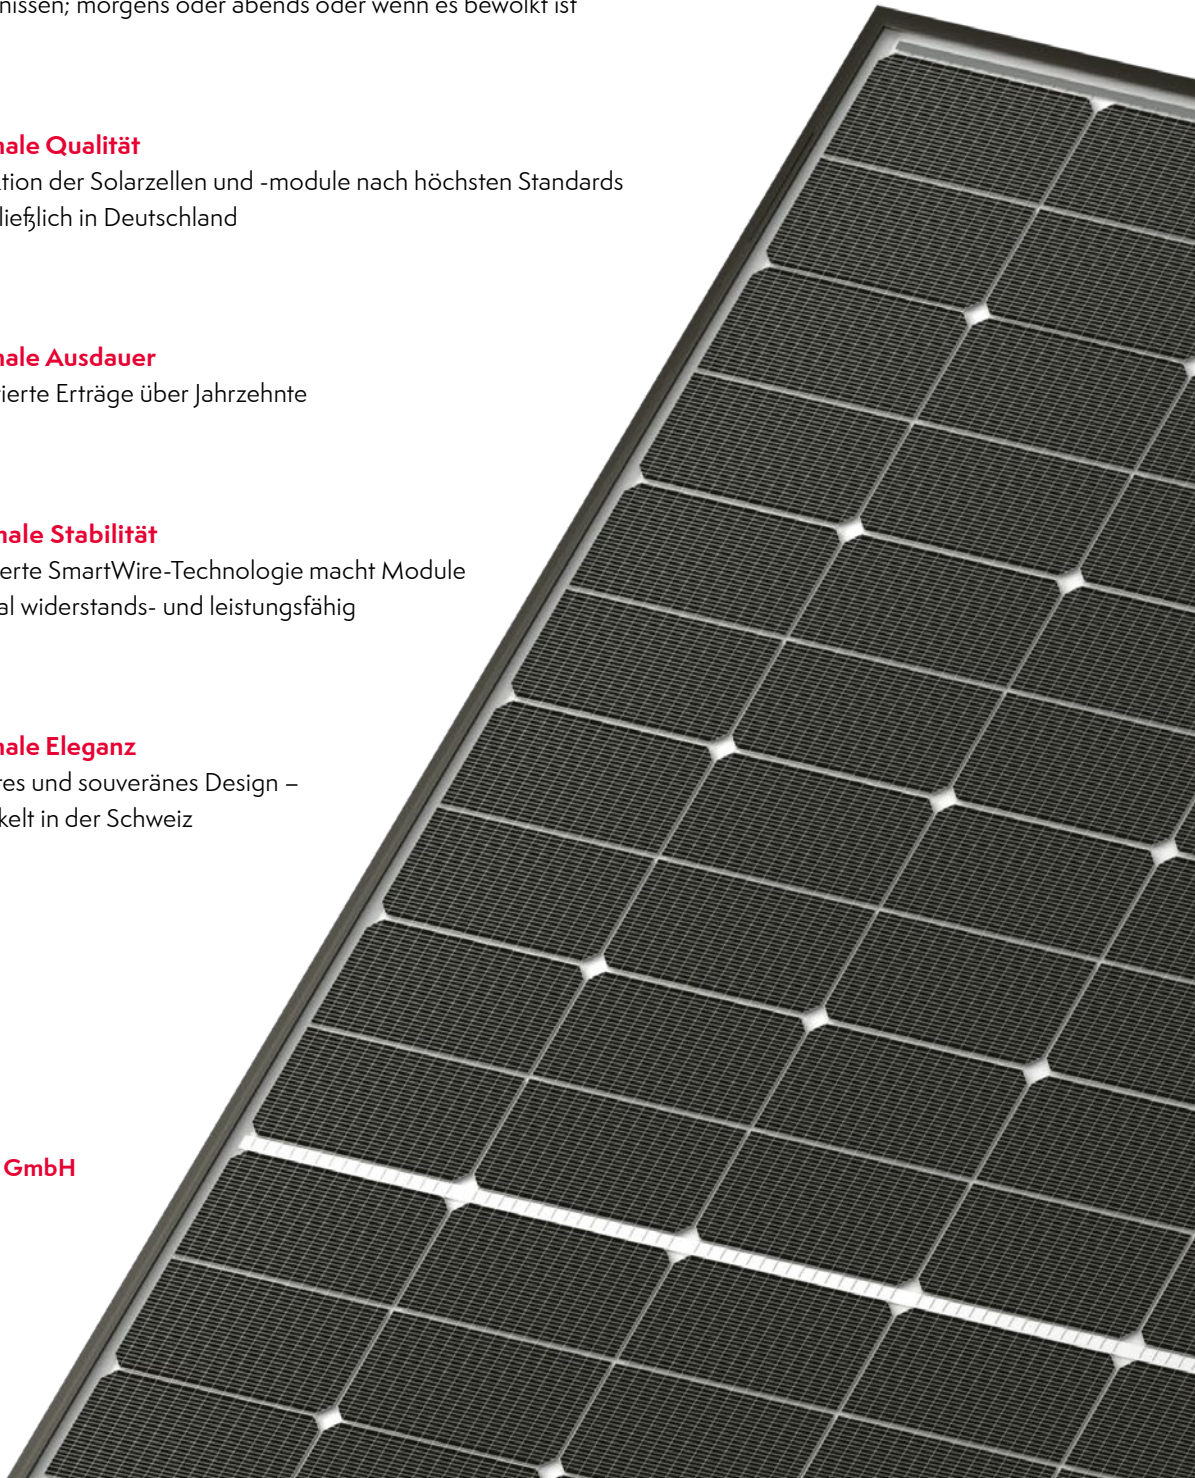 nissen; morgens oder abends oder wenn es bewölkt ist
nale Qualität
tion der Solarzellen und -module nach höchsten Standards
ließlich in Deutschland
nale Ausdauer
ierte Erträge über Jahrzehnte
nale Stabilität
erte SmartWire-Technologie macht Module
al widerstands- und leistungsfähig
nale Eleganz
res und souveränes Design –
kelt in der Schweiz
GmbH